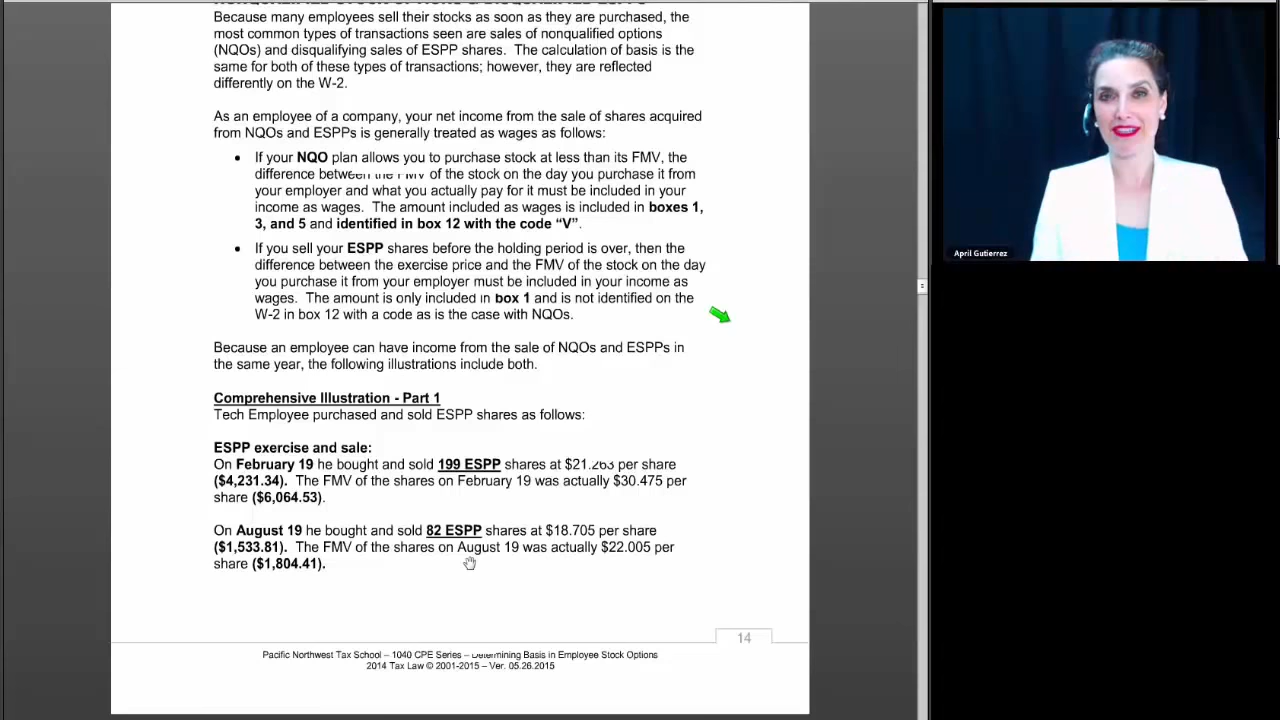 Because many employees sell their stocks as soon as they are purchased, the
most common types of transactions seen are sales of nonqualified options
(NQOs) and disqualifying sales of ESPP shares. The calculation of basis is the
same for both of these types of transactions; however, they are reflected
differently on the W-2.
As an employee of a company, your net income from the sale of shares acquired
from NQOs and ESPPs is generally treated as wages as follows:
• If your NQO plan allows you to purchase stock at less than its FMV, the
difference between the FMV of the stock on the day you purchase it from
your employer and what you actually pay for it must be included in your
income as wages. The amount included as wages is included in boxes 1,
3, and 5 and identified in box 12 with the code “V”.
• If you sell your ESPP shares before the holding period is over, then the
difference between the exercise price and the FMV of the stock on the day
you purchase it from your employer must be included in your income as
wages. The amount is only included in box 1 and is not identified on the
W-2 in box 12 with a code as is the case with NQOs.
Because an employee can have income from the sale of NQOs and ESPPs in
the same year, the following illustrations include both.
Comprehensive Illustration - Part 1
Tech Employee purchased and sold ESPP shares as follows:
ESPP exercise and sale:
On February 19 he bought and sold 199 ESPP shares at $21.263 per share
($4,231.34). The FMV of the shares on February 19 was actually $30.475 per
share ($6,064.53).
On August 19 he bought and sold 82 ESPP shares at $18.705 per share
($1,533.81). The FMV of the shares on August 19 was actually $22.005 per
share ($1,804.41).
14
Pacific Northwest Tax School – 1040 CPE Series – Determining Basis in Employee Stock Options
2014 Tax Law © 2001-2015 – Ver. 05.26.2015
April Gutierrez